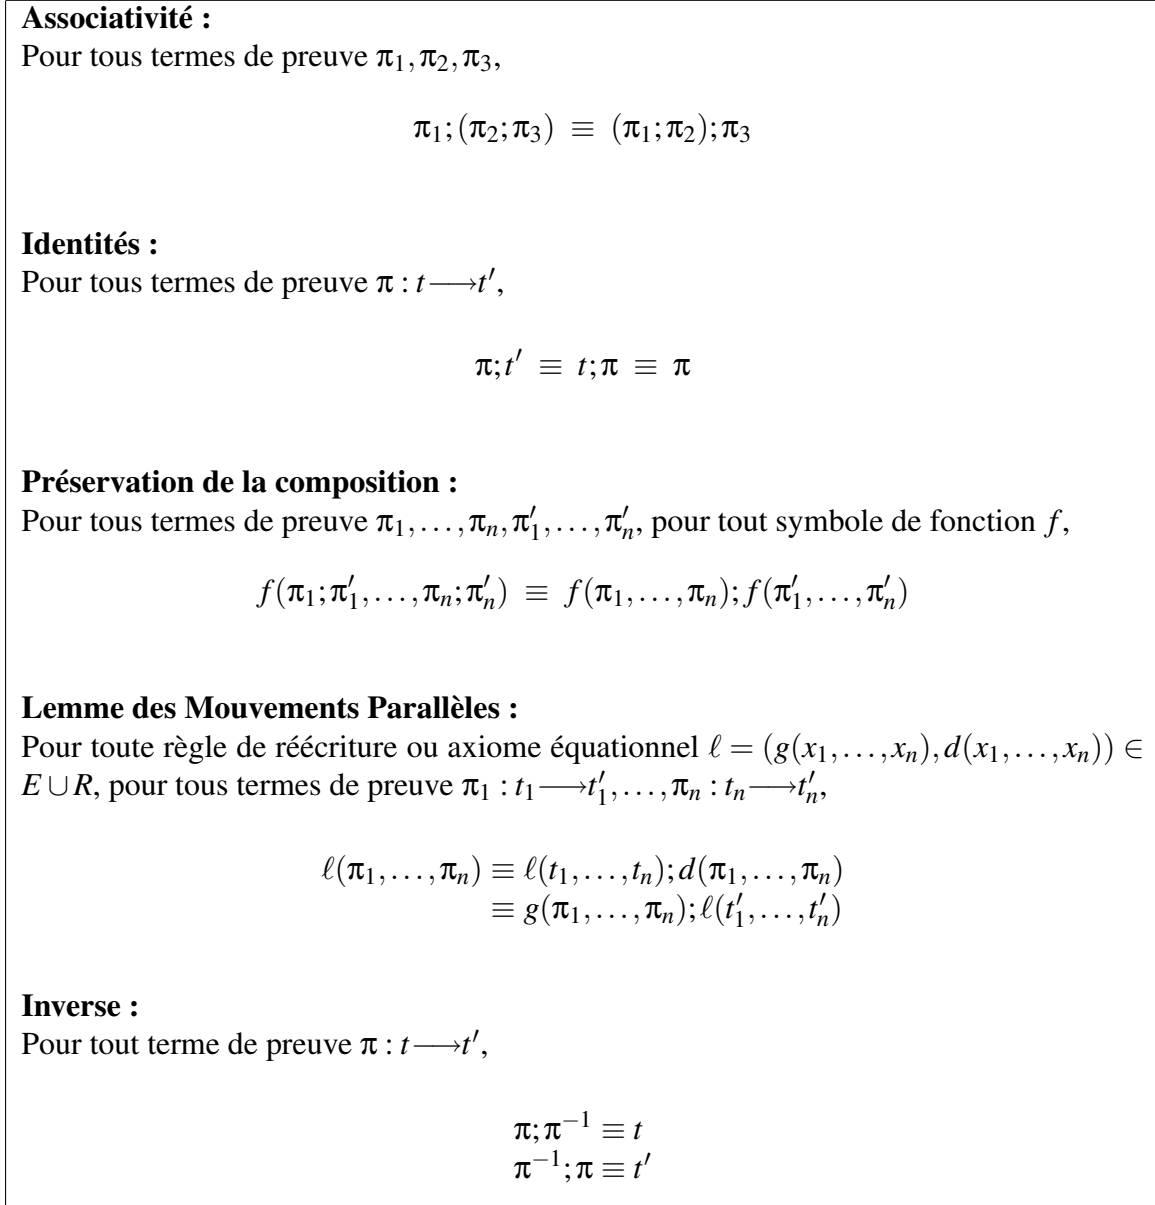 Associativité :
Pour tous termes de preuve π₁,π₂,π₃,
π₁;(π₂;π₃) ≡ (π₁;π₂);π₃
Identités :
Pour tous termes de preuve π : t ⟶ t′,
π;t′ ≡ t;π ≡ π
Préservation de la composition :
Pour tous termes de preuve π₁,…,πₙ,π′₁,…,π′ₙ, pour tout symbole de fonction f,
f(π₁;π′₁,…,πₙ;π′ₙ) ≡ f(π₁,…,πₙ);f(π′₁,…,π′ₙ)
Lemme des Mouvements Parallèles :
Pour toute règle de réécriture ou axiome équationnel ℓ = (g(x₁,…,xₙ),d(x₁,…,xₙ)) ∈
E ∪ R, pour tous termes de preuve π₁ : t₁ ⟶ t′₁,…,πₙ : tₙ ⟶ t′ₙ,
ℓ(π₁,…,πₙ) ≡ ℓ(t₁,…,tₙ);d(π₁,…,πₙ)
≡ g(π₁,…,πₙ);ℓ(t′₁,…,t′ₙ)
Inverse :
Pour tout terme de preuve π : t ⟶ t′,
π;π⁻¹ ≡ t
π⁻¹;π ≡ t′